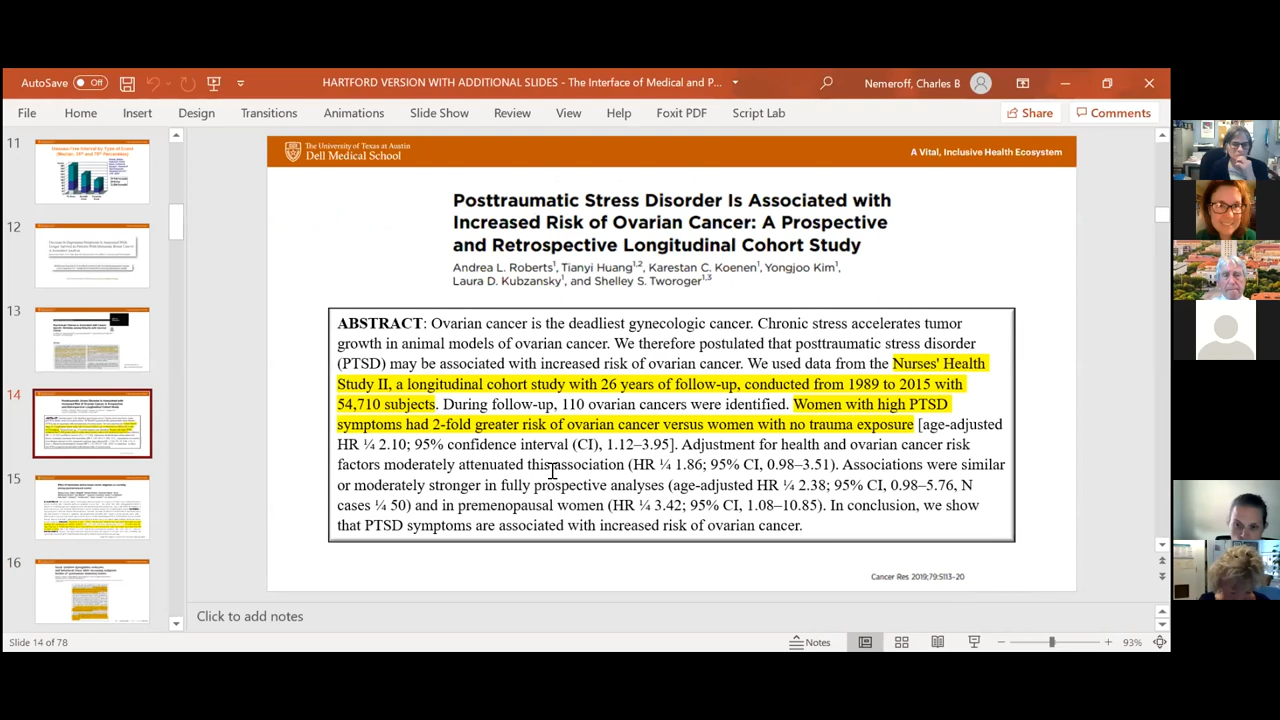 AutoSave Off
HARTFORD VERSION WITH ADDITIONAL SLIDES - The Interface of Medical and P...
Nemeroff, Charles B
File Home Insert Design Transitions Animations Slide Show Review View Help Foxit PDF Script Lab Share Comments
11
12
13
14
15
16
The University of Texas at Austin
Dell Medical School
A Vital, Inclusive Health Ecosystem
Posttraumatic Stress Disorder Is Associated with
Increased Risk of Ovarian Cancer: A Prospective
and Retrospective Longitudinal Cohort Study
Andrea L. Roberts1, Tianyi Huang1,2, Karestan C. Koenen1, Yongjoo Kim1,
Laura D. Kubzansky1, and Shelley S. Tworoger1,3
ABSTRACT: Ovarian cancer is the deadliest gynecologic cancer. Chronic stress accelerates tumor
growth in animal models of ovarian cancer. We therefore postulated that posttraumatic stress disorder
(PTSD) may be associated with increased risk of ovarian cancer. We used data from the Nurses' Health
Study II, a longitudinal cohort study with 26 years of follow-up, conducted from 1989 to 2015 with
54,710 subjects. During follow-up, 110 ovarian cancers were identified. Women with high PTSD
symptoms had 2-fold greater risk of ovarian cancer versus women with no trauma exposure [age-adjusted
HR ¼ 2.10; 95% confidence interval (CI), 1.12–3.95]. Adjustment for health and ovarian cancer risk
factors moderately attenuated this association (HR ¼ 1.86; 95% CI, 0.98–3.51). Associations were similar
or moderately stronger in fully prospective analyses (age-adjusted HR ¼ 2.38; 95% CI, 0.98–5.76, N
cases ¼ 50) and in premenopausal women (HR ¼ 3.42; 95% CI, 1.08–10.85). In conclusion, we show
that PTSD symptoms are associated with increased risk of ovarian cancer.
Cancer Res 2019;79:5113-20
Click to add notes
Slide 14 of 78
Notes
93%